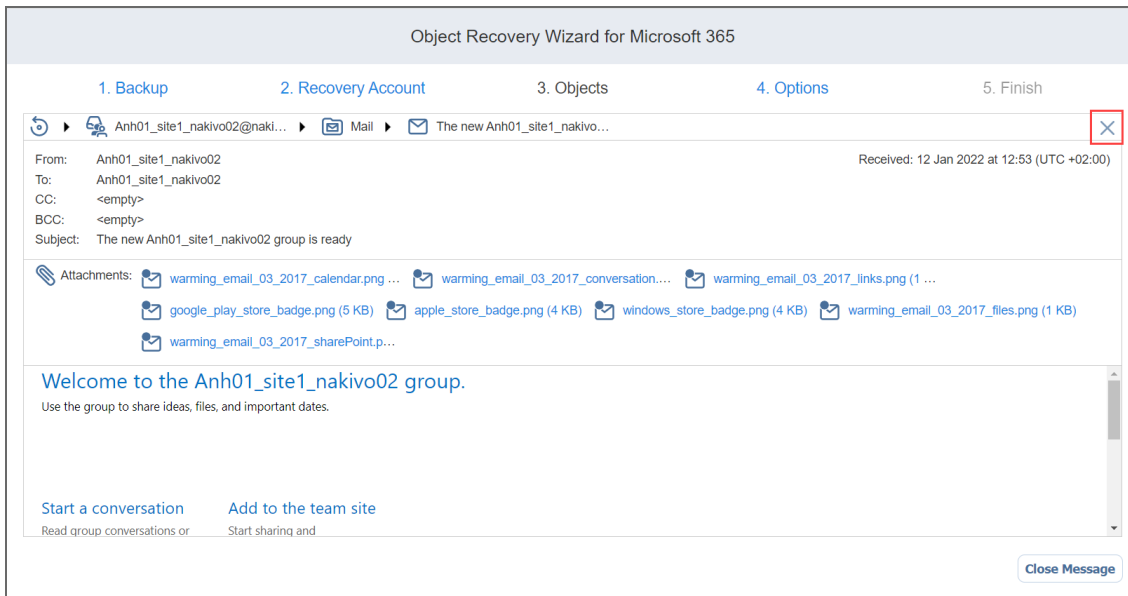 Object Recovery Wizard for Microsoft 365
1. Backup 2. Recovery Account 3. Objects 4. Options 5. Finish
Anh01_site1_nakivo02@naki... Mail The new Anh01_site1_nakivo...
From: Anh01_site1_nakivo02 Received: 12 Jan 2022 at 12:53 (UTC +02:00)
To: Anh01_site1_nakivo02
CC: <empty>
BCC: <empty>
Subject: The new Anh01_site1_nakivo02 group is ready
Attachments: warming_email_03_2017_calendar.png ... warming_email_03_2017_conversation.... warming_email_03_2017_links.png (1 ...
google_play_store_badge.png (5 KB) apple_store_badge.png (4 KB) windows_store_badge.png (4 KB) warming_email_03_2017_files.png (1 KB)
warming_email_03_2017_sharePoint.p...
Welcome to the Anh01_site1_nakivo02 group.
Use the group to share ideas, files, and important dates.
Start a conversation Add to the team site
Read group conversations or Start sharing and
Close Message